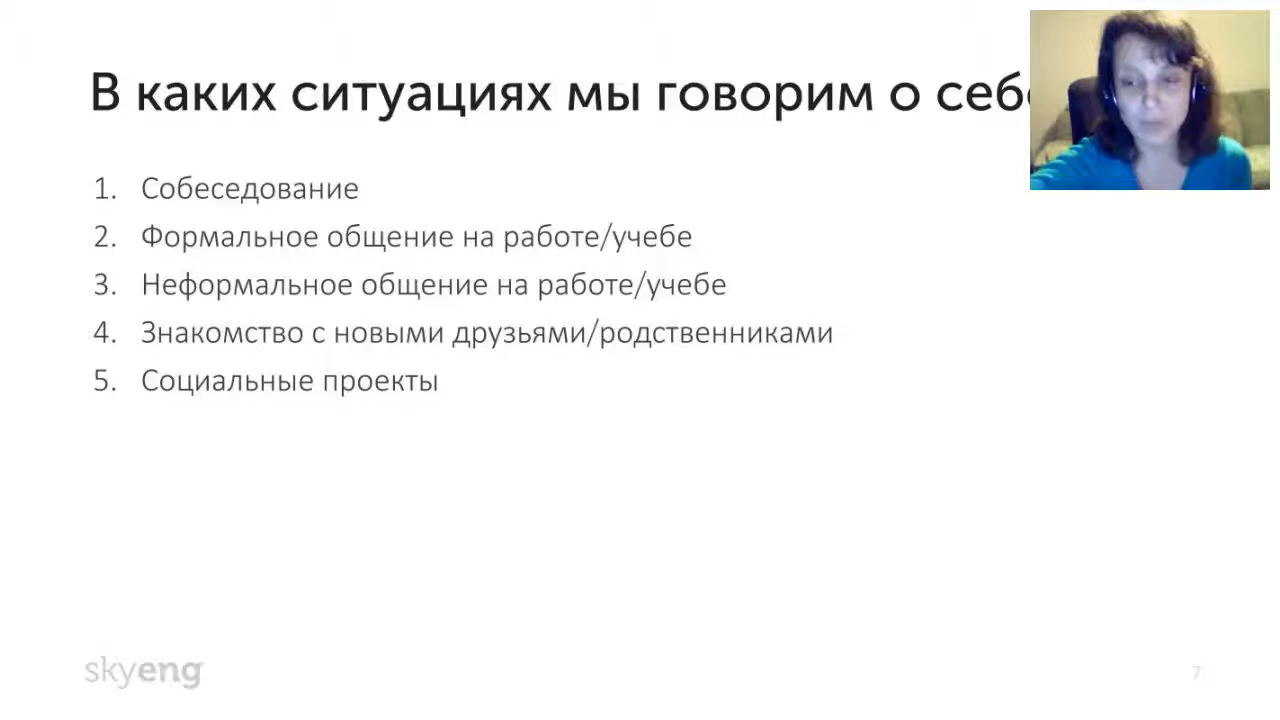 В каких ситуациях мы говорим о себе
1. Собеседование
2. Формальное общение на работе/учебе
3. Неформальное общение на работе/учебе
4. Знакомство с новыми друзьями/родственниками
5. Социальные проекты
skyeng
7